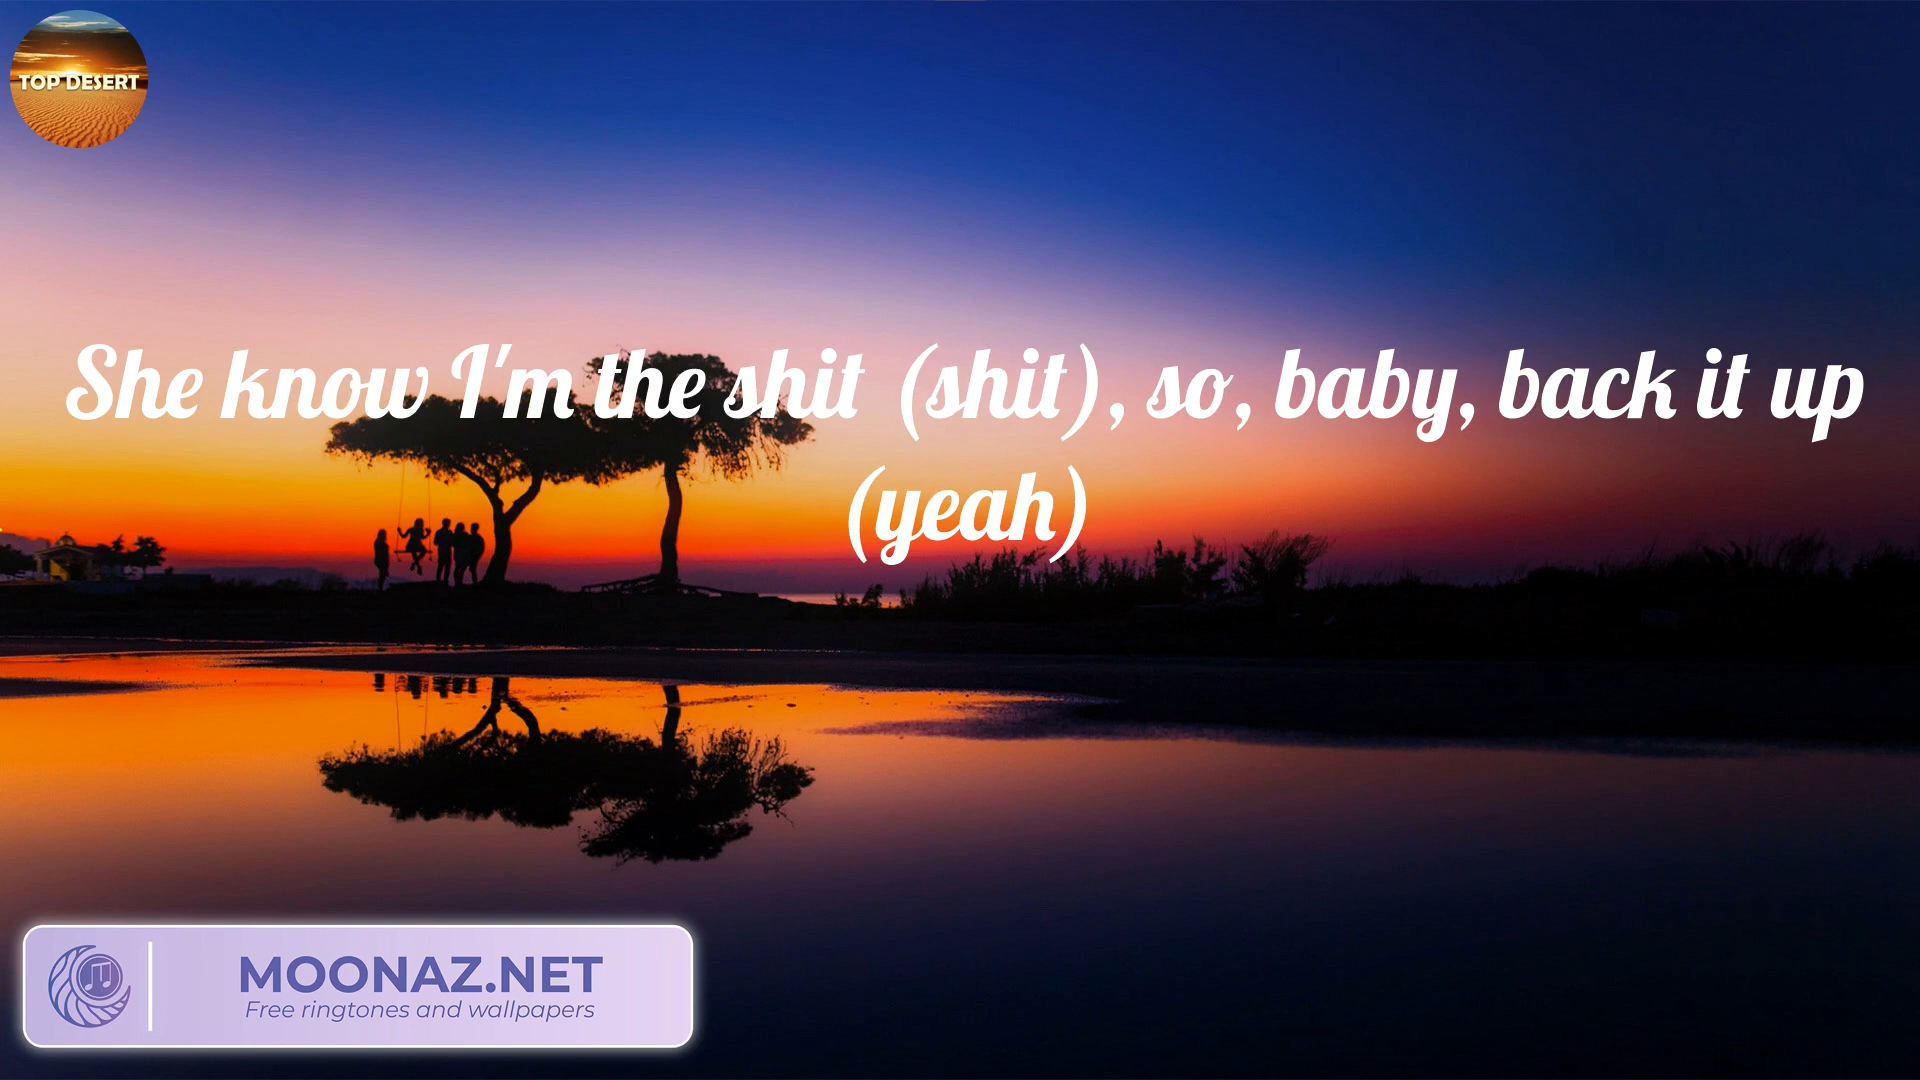 TOP DESERT
She know I'm the shit (shit), so, baby, back it up
(yeah)
MOONAZ.NET
Free ringtones and wallpapers